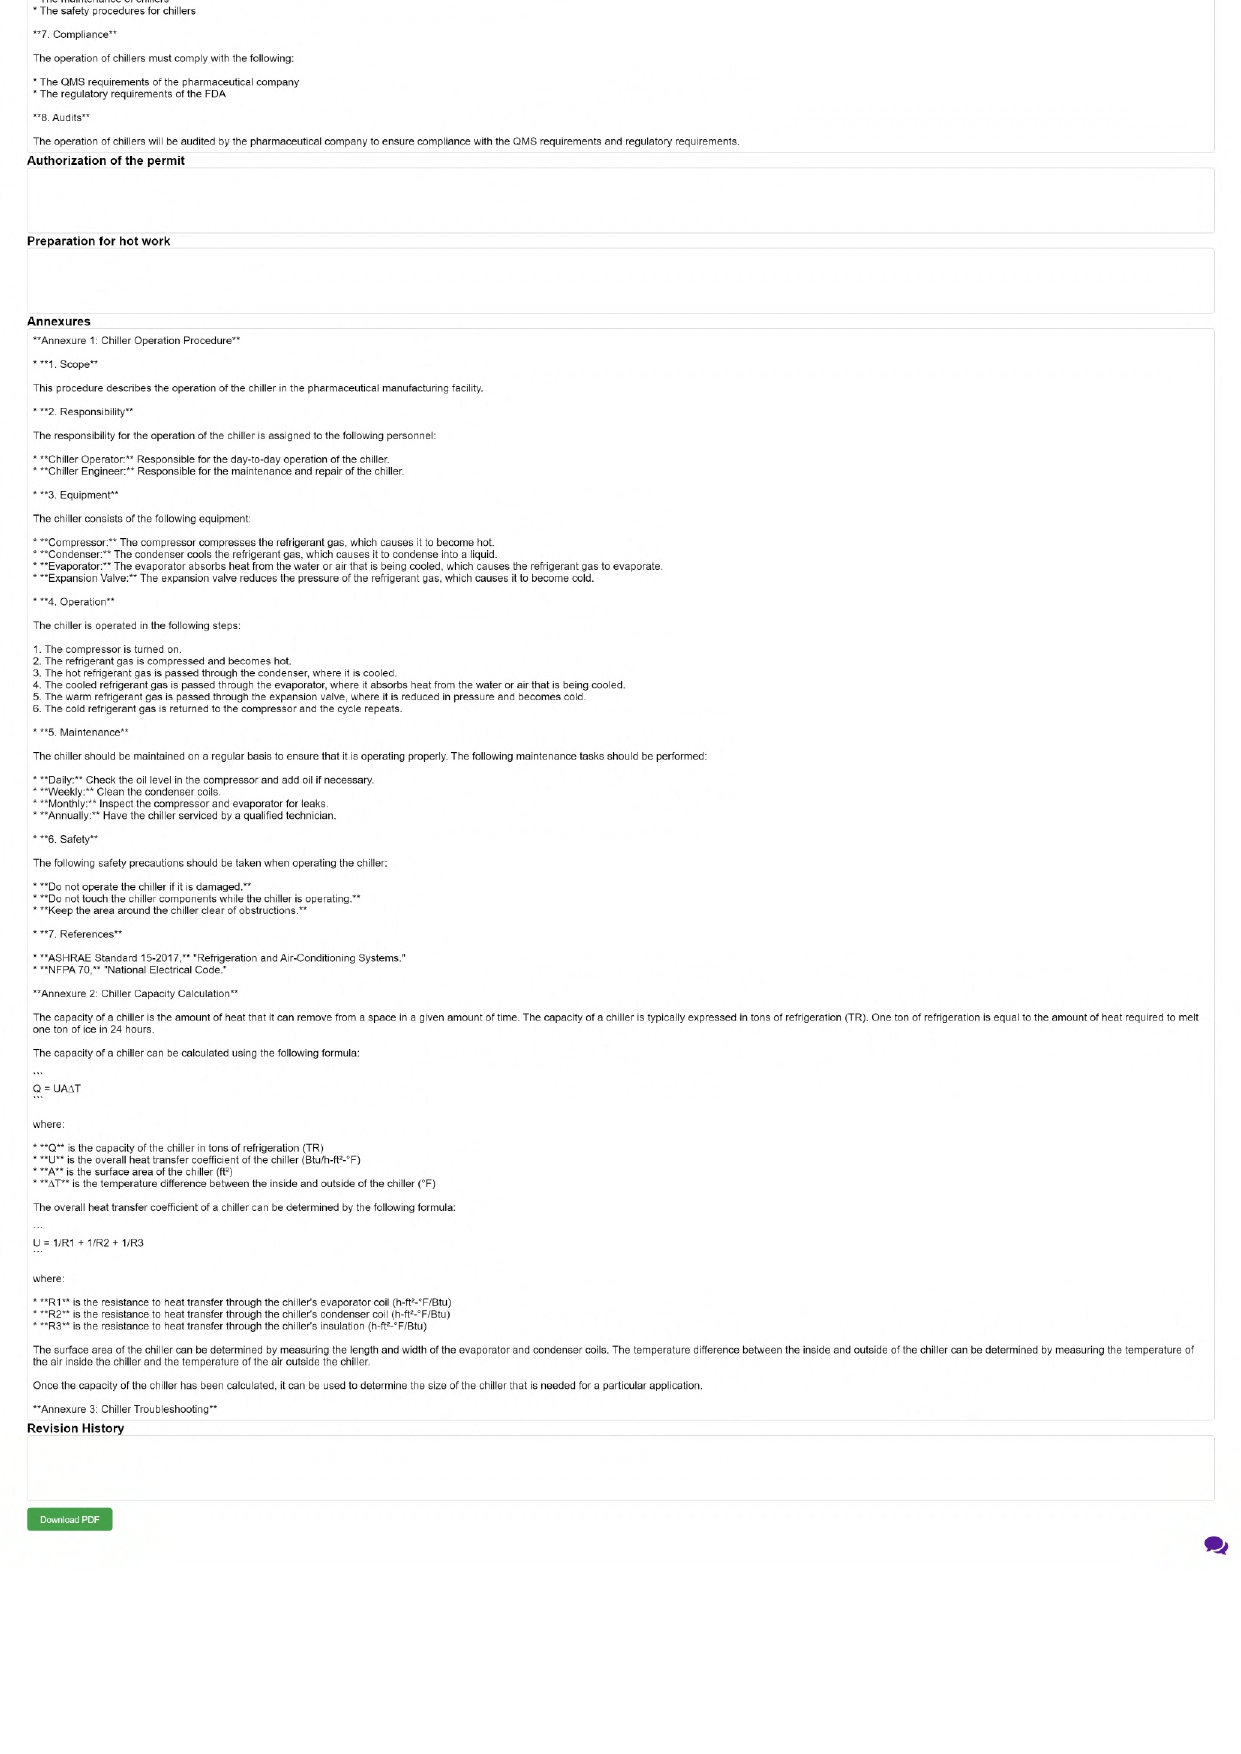 * The maintenance of chillers
* The safety procedures for chillers
**7. Compliance**
The operation of chillers must comply with the following:
* The QMS requirements of the pharmaceutical company
* The regulatory requirements of the FDA
**8. Audits**
The operation of chillers will be audited by the pharmaceutical company to ensure compliance with the QMS requirements and regulatory requirements.
Authorization of the permit
Preparation for hot work
Annexures
**Annexure 1: Chiller Operation Procedure**
* **1. Scope**
This procedure describes the operation of the chiller in the pharmaceutical manufacturing facility.
* **2. Responsibility**
The responsibility for the operation of the chiller is assigned to the following personnel:
* **Chiller Operator:** Responsible for the day-to-day operation of the chiller.
* **Chiller Engineer:** Responsible for the maintenance and repair of the chiller.
* **3. Equipment**
The chiller consists of the following equipment:
* **Compressor:** The compressor compresses the refrigerant gas, which causes it to become hot.
* **Condenser:** The condenser cools the refrigerant gas, which causes it to condense into a liquid.
* **Evaporator:** The evaporator absorbs heat from the water or air that is being cooled, which causes the refrigerant gas to evaporate.
* **Expansion Valve:** The expansion valve reduces the pressure of the refrigerant gas, which causes it to become cold.
* **4. Operation**
The chiller is operated in the following steps:
1. The compressor is turned on.
2. The refrigerant gas is compressed and becomes hot.
3. The hot refrigerant gas is passed through the condenser, where it is cooled.
4. The cooled refrigerant gas is passed through the evaporator, where it absorbs heat from the water or air that is being cooled.
5. The warm refrigerant gas is passed through the expansion valve, where it is reduced in pressure and becomes cold.
6. The cold refrigerant gas is returned to the compressor and the cycle repeats.
* **5. Maintenance**
The chiller should be maintained on a regular basis to ensure that it is operating properly. The following maintenance tasks should be performed:
* **Daily:** Check the oil level in the compressor and add oil if necessary.
* **Weekly:** Clean the condenser coils.
* **Monthly:** Inspect the compressor and evaporator for leaks.
* **Annually:** Have the chiller serviced by a qualified technician.
* **6. Safety**
The following safety precautions should be taken when operating the chiller:
* **Do not operate the chiller if it is damaged.**
* **Do not touch the chiller components while the chiller is operating.**
* **Keep the area around the chiller clear of obstructions.**
* **7. References**
* **ASHRAE Standard 15-2017,** "Refrigeration and Air-Conditioning Systems."
* **NFPA 70,** "National Electrical Code."
**Annexure 2: Chiller Capacity Calculation**
The capacity of a chiller is the amount of heat that it can remove from a space in a given amount of time. The capacity of a chiller is typically expressed in tons of refrigeration (TR). One ton of refrigeration is equal to the amount of heat required to melt
one ton of ice in 24 hours.
The capacity of a chiller can be calculated using the following formula:
```
Q = UAΔT
```
where:
* **Q** is the capacity of the chiller in tons of refrigeration (TR)
* **U** is the overall heat transfer coefficient of the chiller (Btu/h-ft²-°F)
* **A** is the surface area of the chiller (ft²)
* **ΔT** is the temperature difference between the inside and outside of the chiller (°F)
The overall heat transfer coefficient of a chiller can be determined by the following formula:
```
U = 1/R1 + 1/R2 + 1/R3
```
where:
* **R1** is the resistance to heat transfer through the chiller's evaporator coil (h-ft²-°F/Btu)
* **R2** is the resistance to heat transfer through the chiller's condenser coil (h-ft²-°F/Btu)
* **R3** is the resistance to heat transfer through the chiller's insulation (h-ft²-°F/Btu)
The surface area of the chiller can be determined by measuring the length and width of the evaporator and condenser coils. The temperature difference between the inside and outside of the chiller can be determined by measuring the temperature of
the air inside the chiller and the temperature of the air outside the chiller.
Once the capacity of the chiller has been calculated, it can be used to determine the size of the chiller that is needed for a particular application.
**Annexure 3: Chiller Troubleshooting**
Revision History
Download PDF